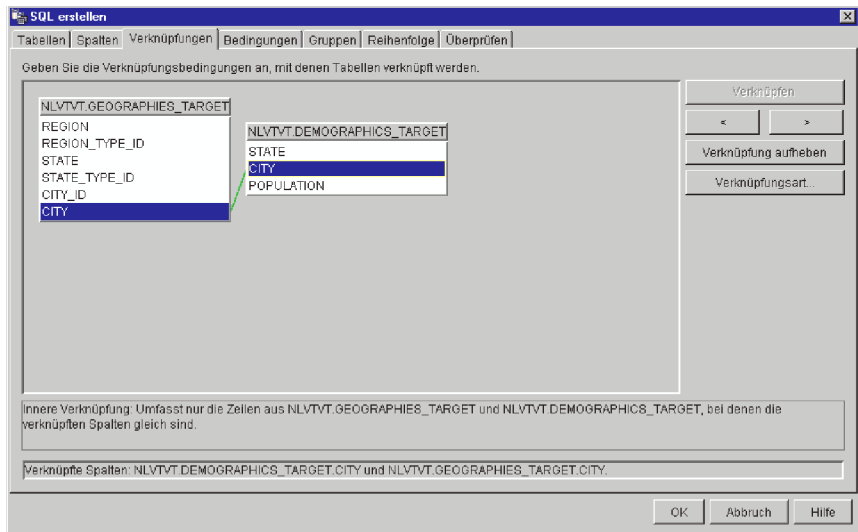 SQL erstellen
Tabellen Spalten Verknüpfungen Bedingungen Gruppen Reihenfolge Überprüfen
Geben Sie die Verknüpfungsbedingungen an, mit denen Tabellen verknüpft werden.
NLVTVT.GEOGRAPHIES_TARGET
REGION
REGION_TYPE_ID
STATE
STATE_TYPE_ID
CITY_ID
CITY
NLVTVT.DEMOGRAPHICS_TARGET
STATE
CITY
POPULATION
Verknüpfen
< >
Verknüpfung aufheben
Verknüpfungsart...
Innere Verknüpfung: Umfasst nur die Zeilen aus NLVTVT.GEOGRAPHIES_TARGET und NLVTVT.DEMOGRAPHICS_TARGET, bei denen die
verknüpften Spalten gleich sind.
Verknüpfte Spalten: NLVTVT.DEMOGRAPHICS_TARGET.CITY und NLVTVT.GEOGRAPHIES_TARGET.CITY.
OK Abbruch Hilfe